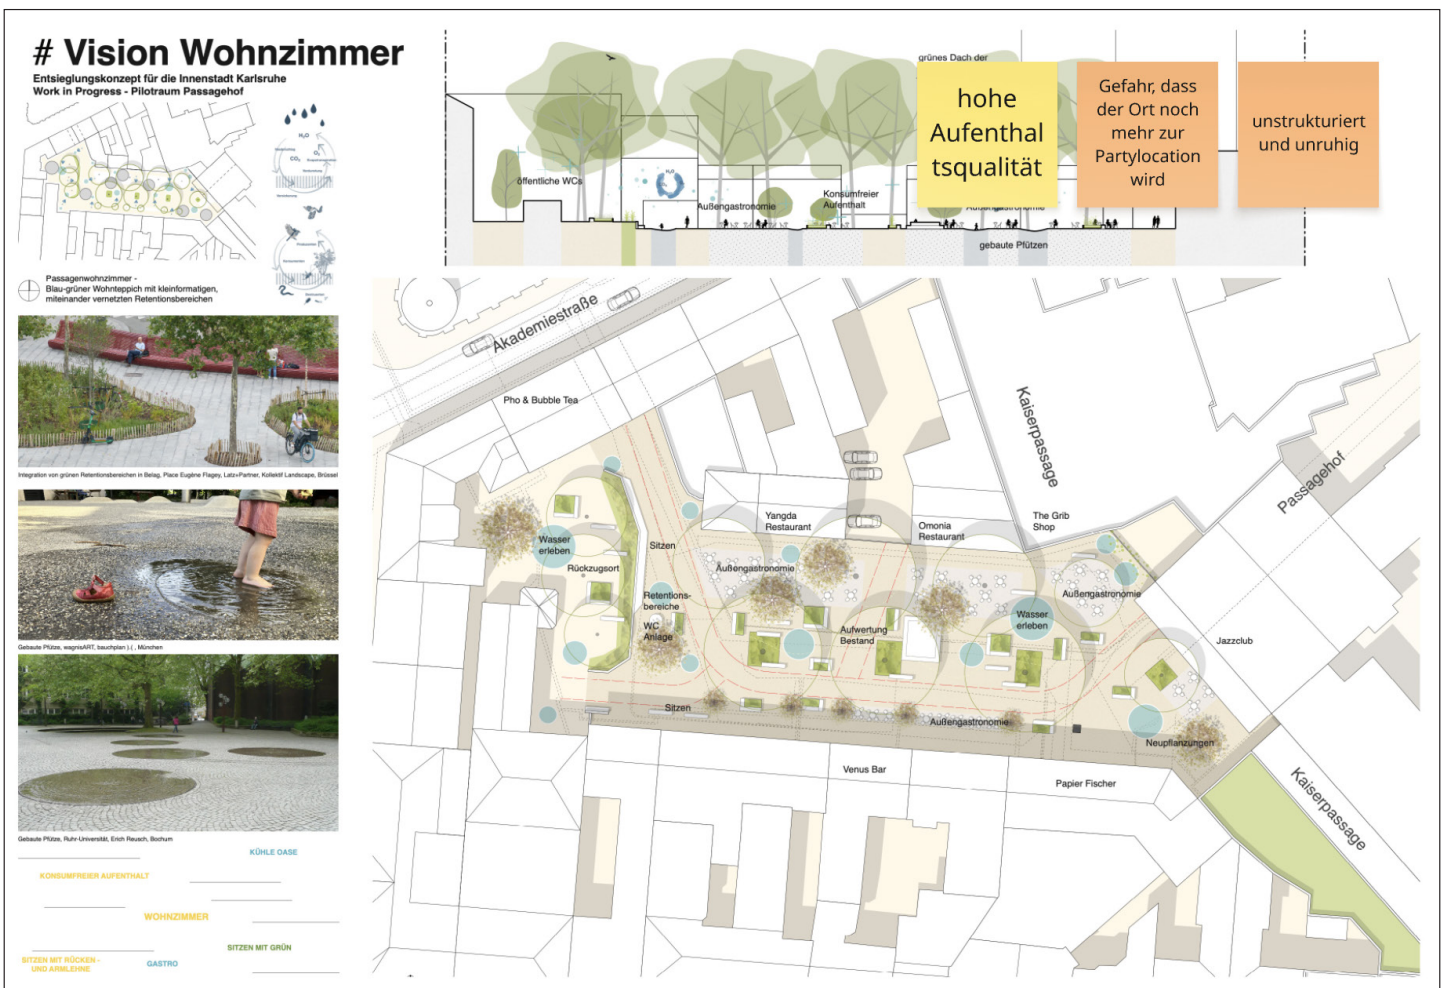 # Vision Wohnzimmer
Entsieglungskonzept für die Innenstadt Karlsruhe
Work in Progress - Pilotraum Passagehof
H₂O
CO₂
O₂
Passagenwohnzimmer -
Blau-grüner Wohnteppich mit kleinformatigen,
miteinander vernetzten Retentionsbereichen
Integration von grünen Retentionsbereichen in Belag, Place Eugène Flagey, Latz+Partner, Kollektif Landscape, Brüssel
Gebaute Pfütze, wagnisART, bauchplan ).( , München
Gebaute Pfütze, Ruhr-Universität, Erich Reusch, Bochum
KÜHLE OASE
KONSUMFREIER AUFENTHALT
WOHNZIMMER
SITZEN MIT GRÜN
SITZEN MIT RÜCKEN -
UND ARMLEHNE
GASTRO
grünes Dach der
hohe
Aufenthal
tsqualität
Gefahr, dass
der Ort noch
mehr zur
Partylocation
wird
unstrukturiert
und unruhig
öffentliche WCs
H₂O
Außengastronomie
Konsumfreier
Aufenthalt
Außengastronomie
gebaute Pfützen
Akademiestraße
Pho & Bubble Tea
Kaiserpassage
Passagehof
Yangda
Restaurant
Omonia
Restaurant
The Grib
Shop
Wasser
erleben
Rückzugsort
Sitzen
Außengastronomie
Retentions-
bereiche
WC
Anlage
Aufwertung
Bestand
Wasser
erleben
Außengastronomie
Jazzclub
Sitzen
Außengastronomie
Neupflanzungen
Venus Bar
Papier Fischer
Kaiserpassage